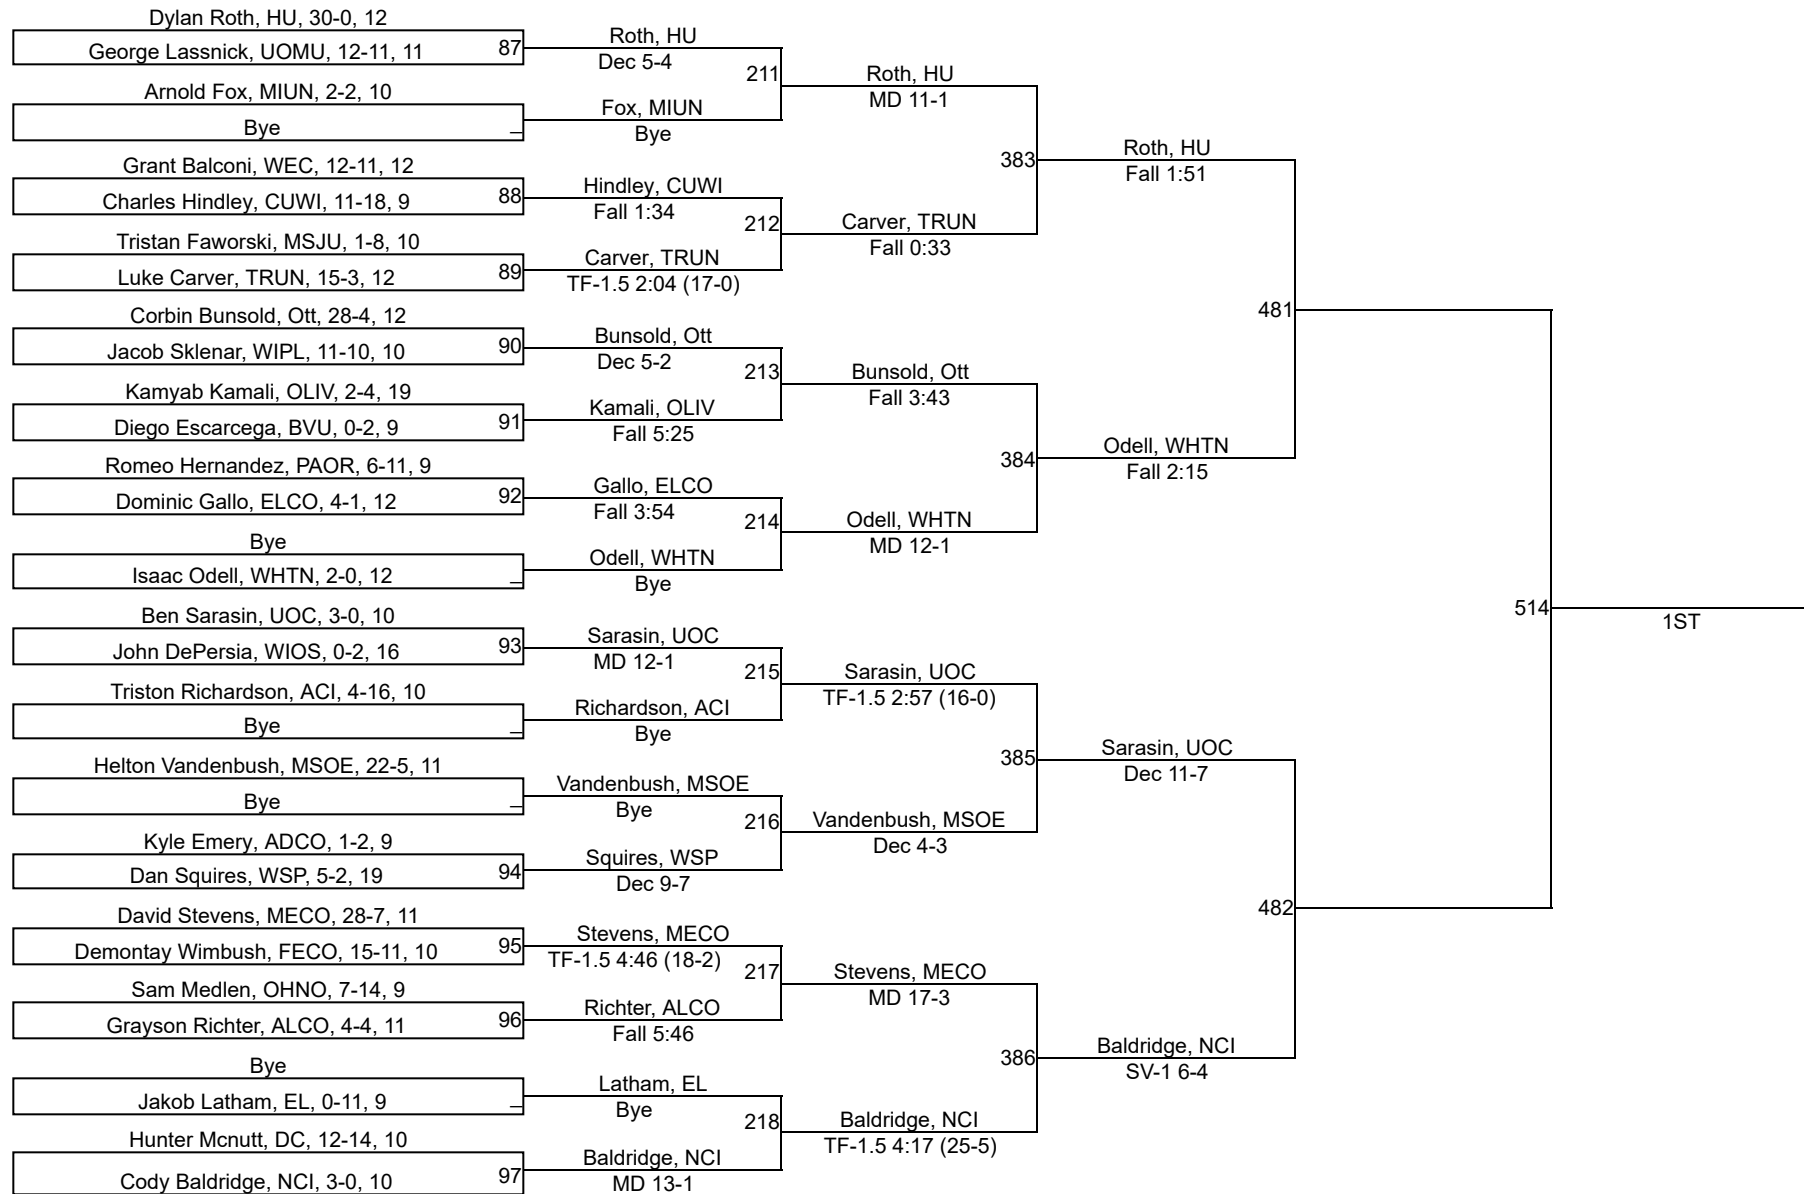 Dylan Roth, HU, 30-0, 12
George Lassnick, UOMU, 12-11, 11
87
Arnold Fox, MIUN, 2-2, 10
Bye
_
Grant Balconi, WEC, 12-11, 12
Charles Hindley, CUWI, 11-18, 9
88
Tristan Faworski, MSJU, 1-8, 10
Luke Carver, TRUN, 15-3, 12
89
Corbin Bunsold, Ott, 28-4, 12
Jacob Sklenar, WIPL, 11-10, 10
90
Kamyab Kamali, OLIV, 2-4, 19
Diego Escarcega, BVU, 0-2, 9
91
Romeo Hernandez, PAOR, 6-11, 9
Dominic Gallo, ELCO, 4-1, 12
92
Bye
Isaac Odell, WHTN, 2-0, 12
_
Ben Sarasin, UOC, 3-0, 10
John DePersia, WIOS, 0-2, 16
93
Triston Richardson, ACI, 4-16, 10
Bye
_
Helton Vandenbush, MSOE, 22-5, 11
Bye
_
Kyle Emery, ADCO, 1-2, 9
Dan Squires, WSP, 5-2, 19
94
David Stevens, MECO, 28-7, 11
Demontay Wimbush, FECO, 15-11, 10
95
Sam Medlen, OHNO, 7-14, 9
Grayson Richter, ALCO, 4-4, 11
96
Bye
Jakob Latham, EL, 0-11, 9
_
Hunter Mcnutt, DC, 12-14, 10
Cody Baldridge, NCI, 3-0, 10
97
Roth, HU
Dec 5-4
211
Fox, MIUN
Bye
Hindley, CUWI
Fall 1:34
212
Carver, TRUN
TF-1.5 2:04 (17-0)
Bunsold, Ott
Dec 5-2
213
Kamali, OLIV
Fall 5:25
Gallo, ELCO
Fall 3:54
214
Odell, WHTN
Bye
Sarasin, UOC
MD 12-1
215
Richardson, ACI
Bye
Vandenbush, MSOE
Bye
216
Squires, WSP
Dec 9-7
Stevens, MECO
TF-1.5 4:46 (18-2)
217
Richter, ALCO
Fall 5:46
Latham, EL
Bye
218
Baldridge, NCI
MD 13-1
Roth, HU
MD 11-1
383
Carver, TRUN
Fall 0:33
Bunsold, Ott
Fall 3:43
384
Odell, WHTN
MD 12-1
Sarasin, UOC
TF-1.5 2:57 (16-0)
385
Vandenbush, MSOE
Dec 4-3
Stevens, MECO
MD 17-3
386
Baldridge, NCI
TF-1.5 4:17 (25-5)
Roth, HU
Fall 1:51
481
Odell, WHTN
Fall 2:15
Sarasin, UOC
Dec 11-7
482
Baldridge, NCI
SV-1 6-4
514
1ST